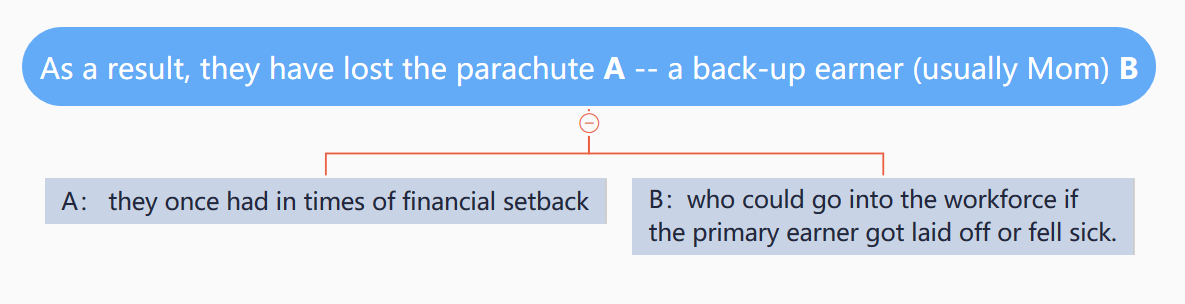 As a result, they have lost the parachute A -- a back-up earner (usually Mom) B
A： they once had in times of financial setback
B：who could go into the workforce if
the primary earner got laid off or fell sick.